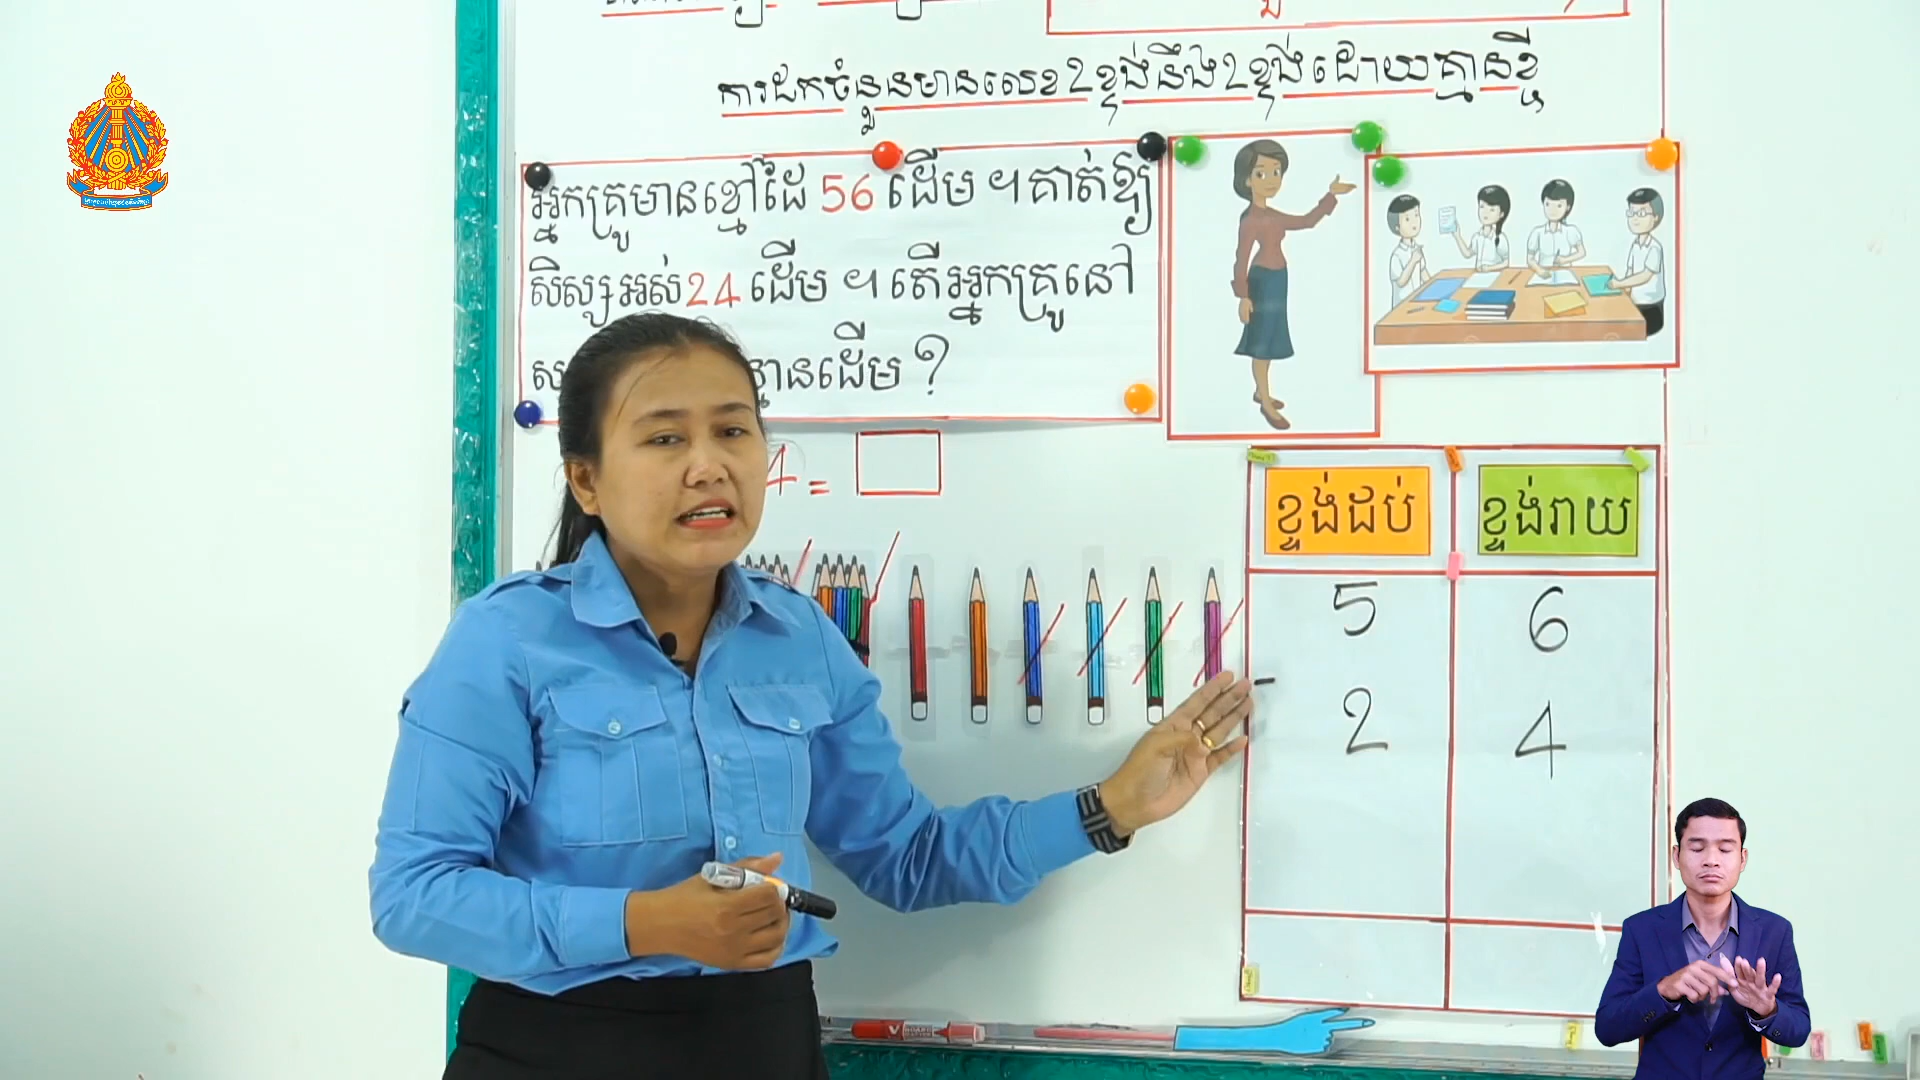 ការដកចំនួនមានលេខ2ខ្ទង់នឹង2ខ្ទង់ដោយគ្មានខ្ចី
អ្នកគ្រូមានខ្មៅដៃ 56 ដើម ។ គាត់ឱ្យ
សិស្សអស់ 24 ដើម ។ តើអ្នកគ្រូនៅ
ន្មានដើម ?
4 =
ខ្ទង់ដប់ ខ្ទង់រាយ
5 6
-
2 4